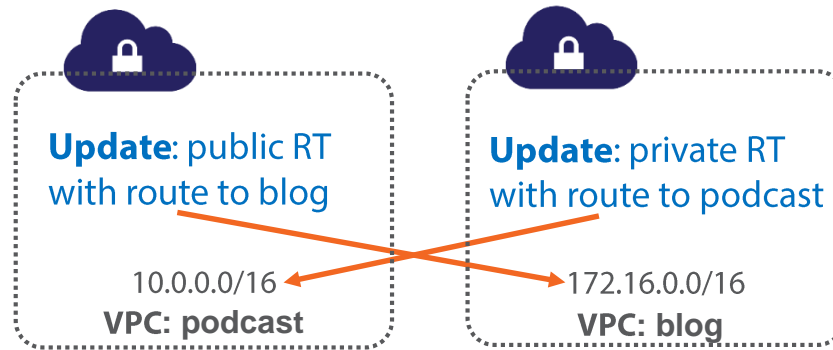 Update: public RT
with route to blog
10.0.0.0/16
VPC: podcast
Update: private RT
with route to podcast
172.16.0.0/16
VPC: blog